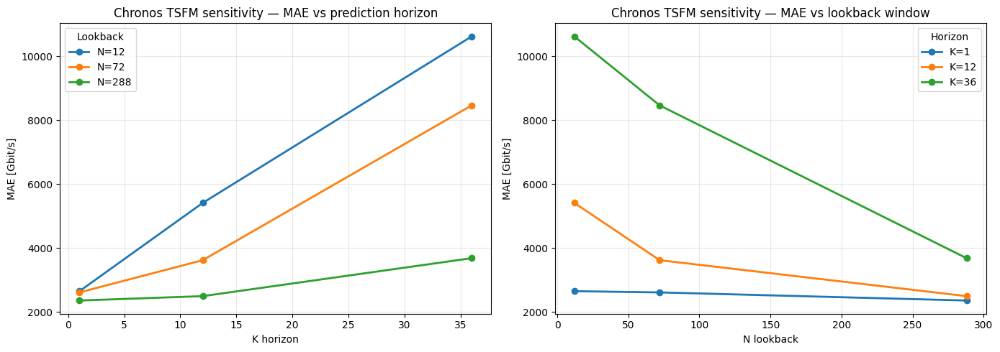 Chronos TSFM sensitivity — MAE vs prediction horizon
MAE [Gbit/s]
10000
8000
6000
4000
2000
Lookback
N=12
N=72
N=288
0 5 10 15 20 25 30 35
K horizon
Chronos TSFM sensitivity — MAE vs lookback window
MAE [Gbit/s]
10000
8000
6000
4000
2000
Horizon
K=1
K=12
K=36
0 50 100 150 200 250 300
N lookback